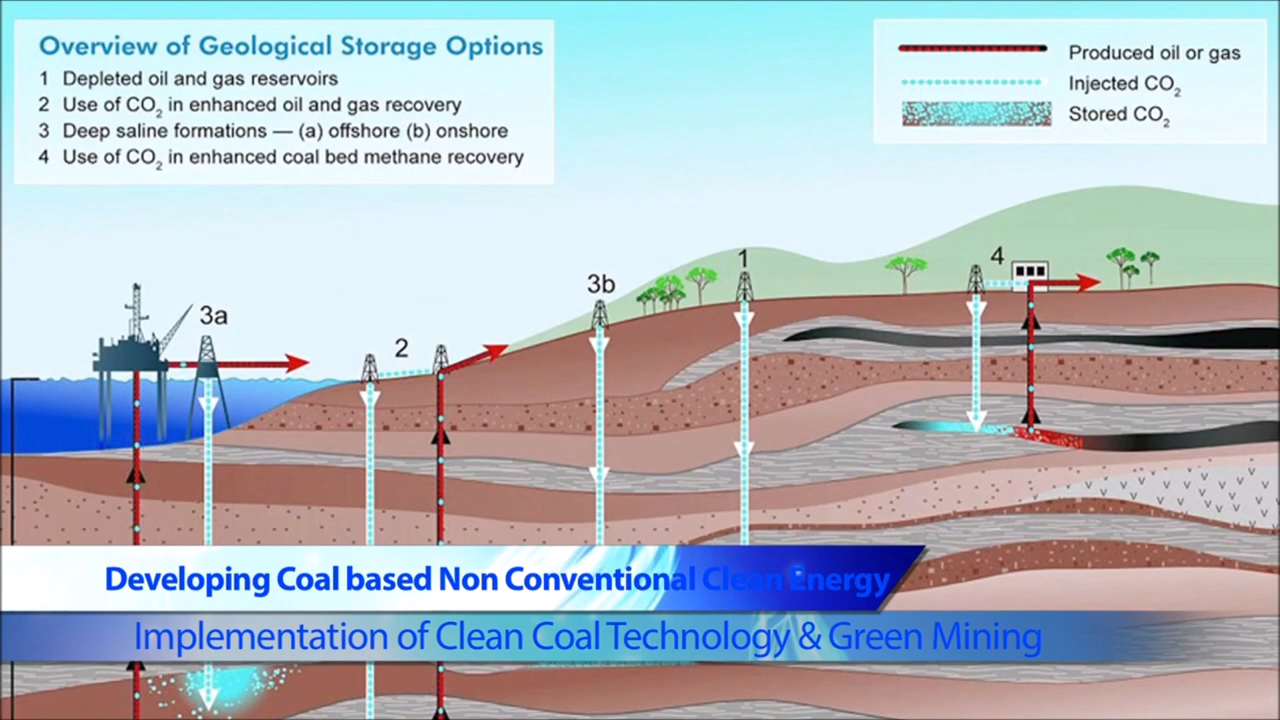 Overview of Geological Storage Options
1 Depleted oil and gas reservoirs
2 Use of CO₂ in enhanced oil and gas recovery
3 Deep saline formations — (a) offshore (b) onshore
4 Use of CO₂ in enhanced coal bed methane recovery
Produced oil or gas
Injected CO₂
Stored CO₂
4
1
3b
3a
2
Developing Coal based Non Conventional Clean Energy
Implementation of Clean Coal Technology & Green Mining